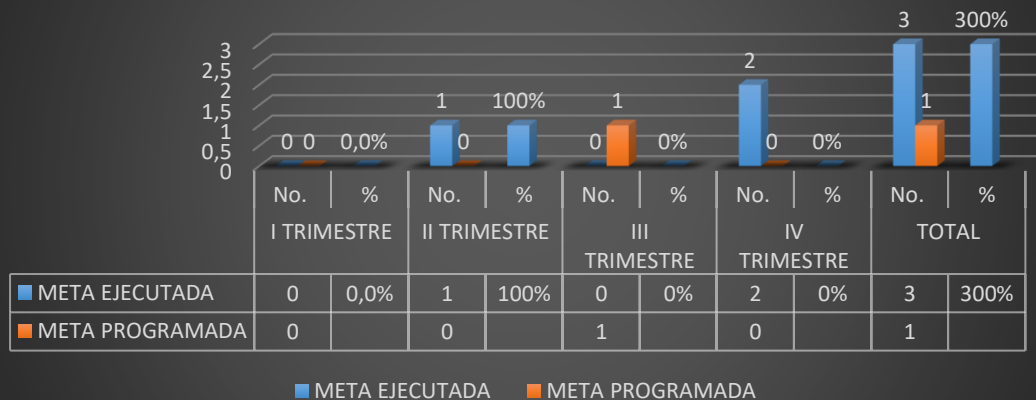 3 300%
3
2,5
2
1,5
1
0,5
0
2
1 100% 1 1
0 0 0,0% 0 0 0% 0 0%
No. % No. % No. % No. % No. %
I TRIMESTRE II TRIMESTRE III TRIMESTRE IV TRIMESTRE TOTAL
META EJECUTADA 0 0,0% 1 100% 0 0% 2 0% 3 300%
META PROGRAMADA 0 0 1 0 1
META EJECUTADA META PROGRAMADA